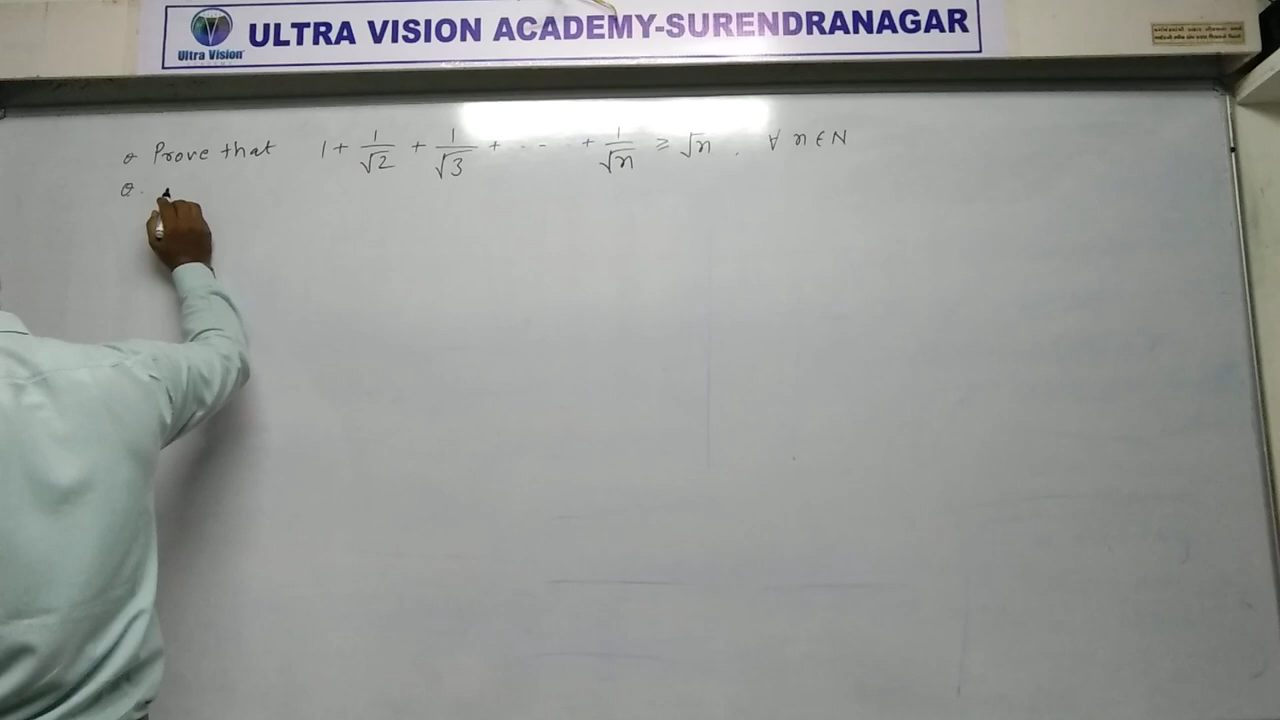 ULTRA VISION ACADEMY-SURENDRANAGAR
Ultra Vision
Prove that 1 + 1/√2 + 1/√3 + ... + 1/√n ≥ √n . ∀ n ∈ N
Q.